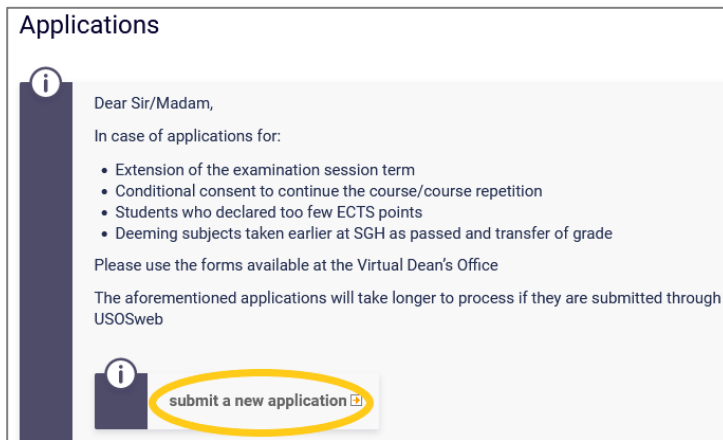 Applications
Dear Sir/Madam,
In case of applications for:
• Extension of the examination session term
• Conditional consent to continue the course/course repetition
• Students who declared too few ECTS points
• Deeming subjects taken earlier at SGH as passed and transfer of grade
Please use the forms available at the Virtual Dean's Office
The aforementioned applications will take longer to process if they are submitted through
USOSweb
submit a new application